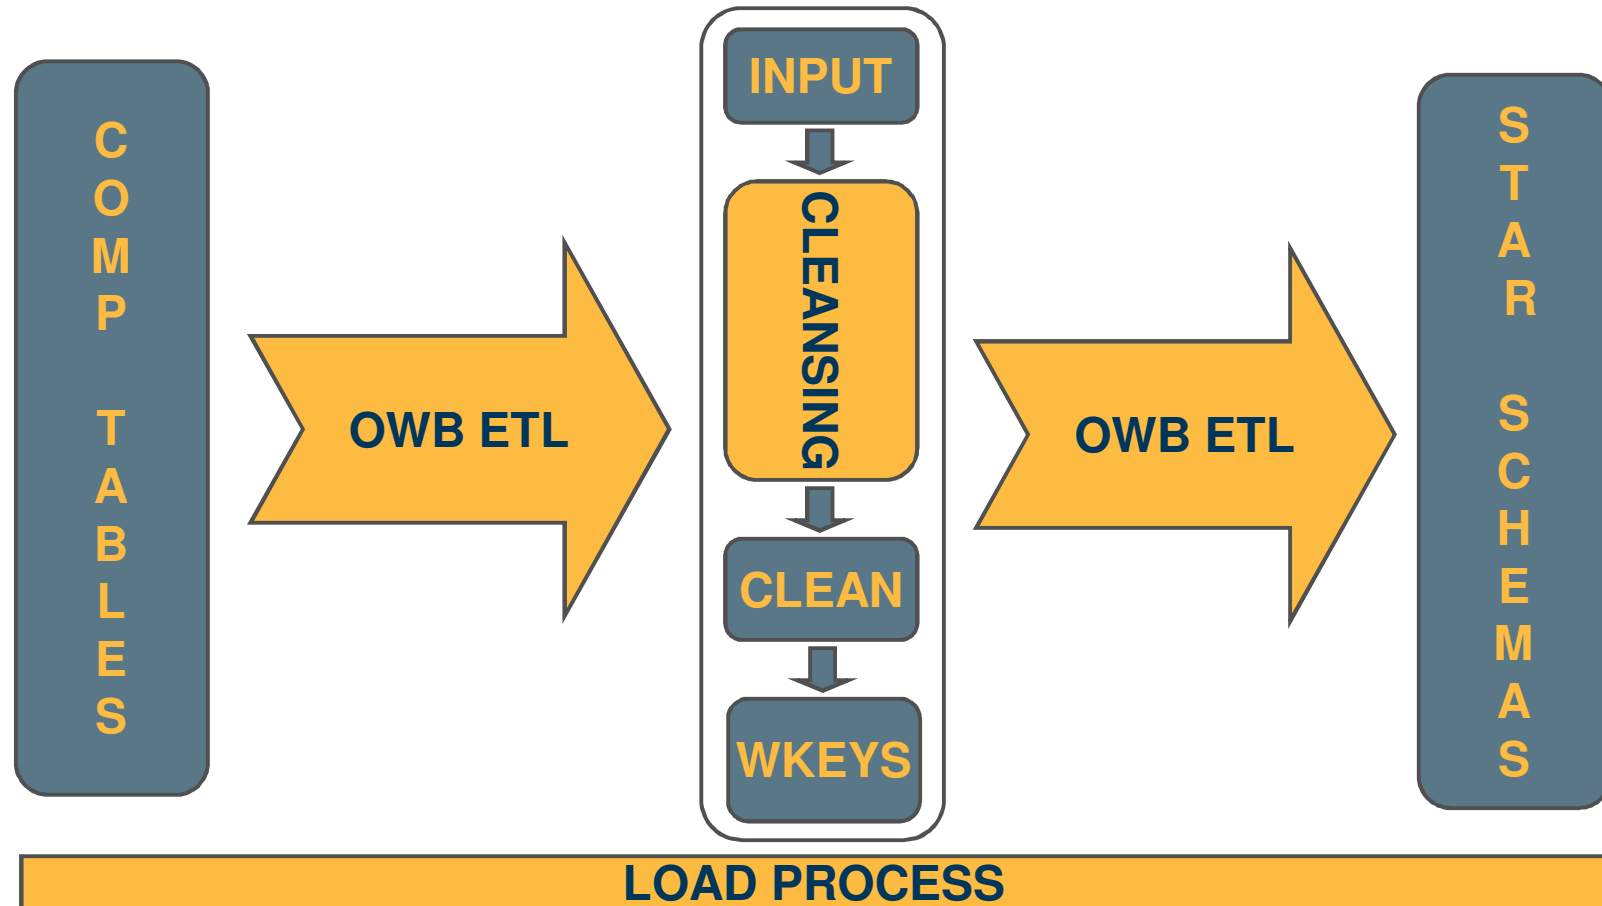 COMP TABLES
OWB ETL
INPUT
CLEANSING
CLEAN
WKEYS
OWB ETL
STAR SCHEMAS
LOAD PROCESS